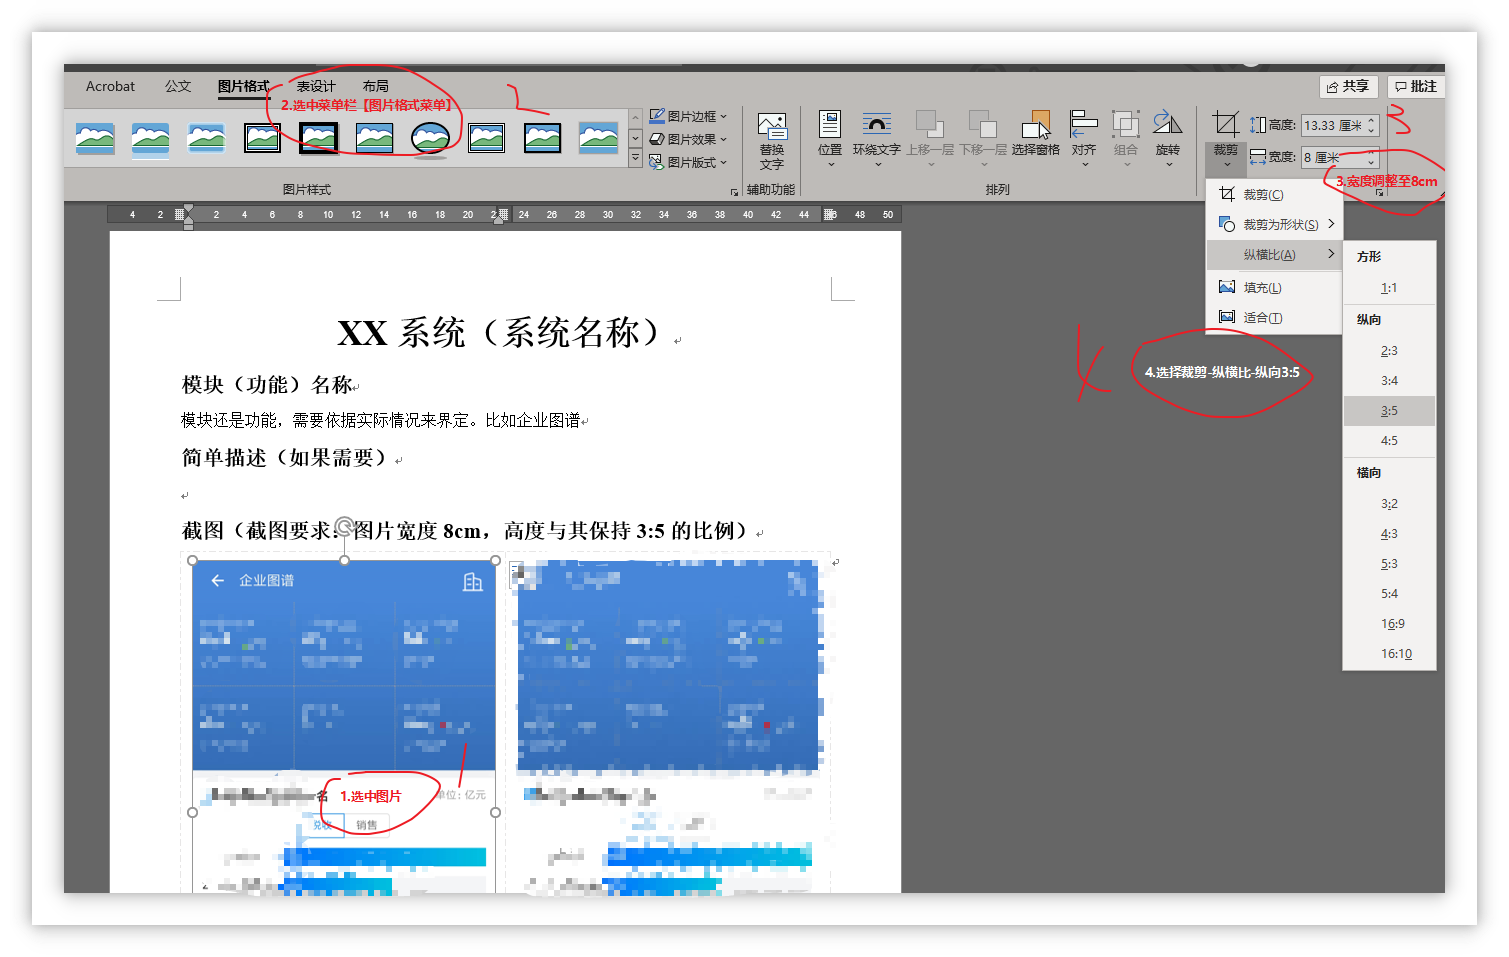 Acrobat 公文 图片格式 表设计 布局 共享 批注
2.选中菜单栏【图片格式菜单】
图片边框
图片效果
图片版式
图片样式
替换
文字
辅助功能
位置 环绕文字 上移一层 下移一层 选择窗格 对齐 组合 旋转
排列
裁剪
高度: 13.33 厘米
宽度: 8 厘米
3
3.宽度调整至8cm
裁剪(C)
裁剪为形状(S)
纵横比(A)
填充(L)
适合(T)
方形
1:1
纵向
2:3
3:4
3:5
4:5
横向
3:2
4:3
5:3
5:4
16:9
16:10
4.选择裁剪-纵横比-纵向3:5
4 2 2 4 6 8 10 12 14 16 18 20 24 26 28 30 32 34 36 38 40 42 44 48 50
XX 系统（系统名称）
模块（功能）名称
模块还是功能，需要依据实际情况来界定。比如企业图谱
简单描述（如果需要）
截图（截图要求：图片宽度 8cm，高度与其保持 3:5 的比例）
企业图谱
1.选中图片
单位: 亿元
销售